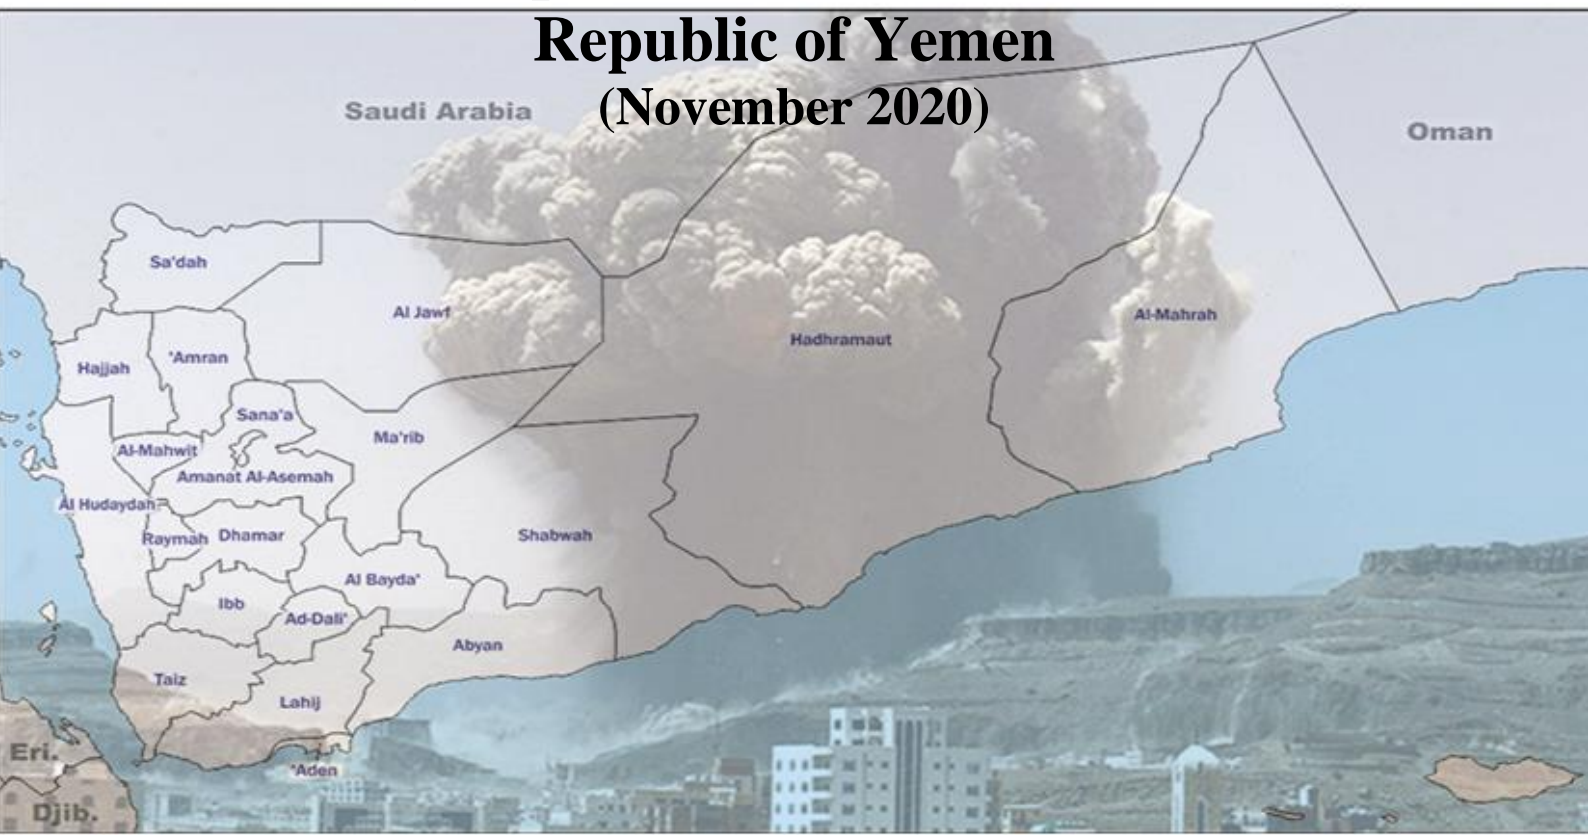 Republic of Yemen
(November 2020)
Saudi Arabia
Oman
Sa'dah
Al Jawf
Al-Mahrah
Hadhramaut
Hajjah
'Amran
Sana'a
Ma'rib
Al-Mahwit
Amanat Al-Asemah
Al Hudaydah
Raymah
Dhamar
Shabwah
Al Bayda'
Ibb
Ad-Dali'
Abyan
Taiz
Lahij
Eri.
'Aden
Djib.